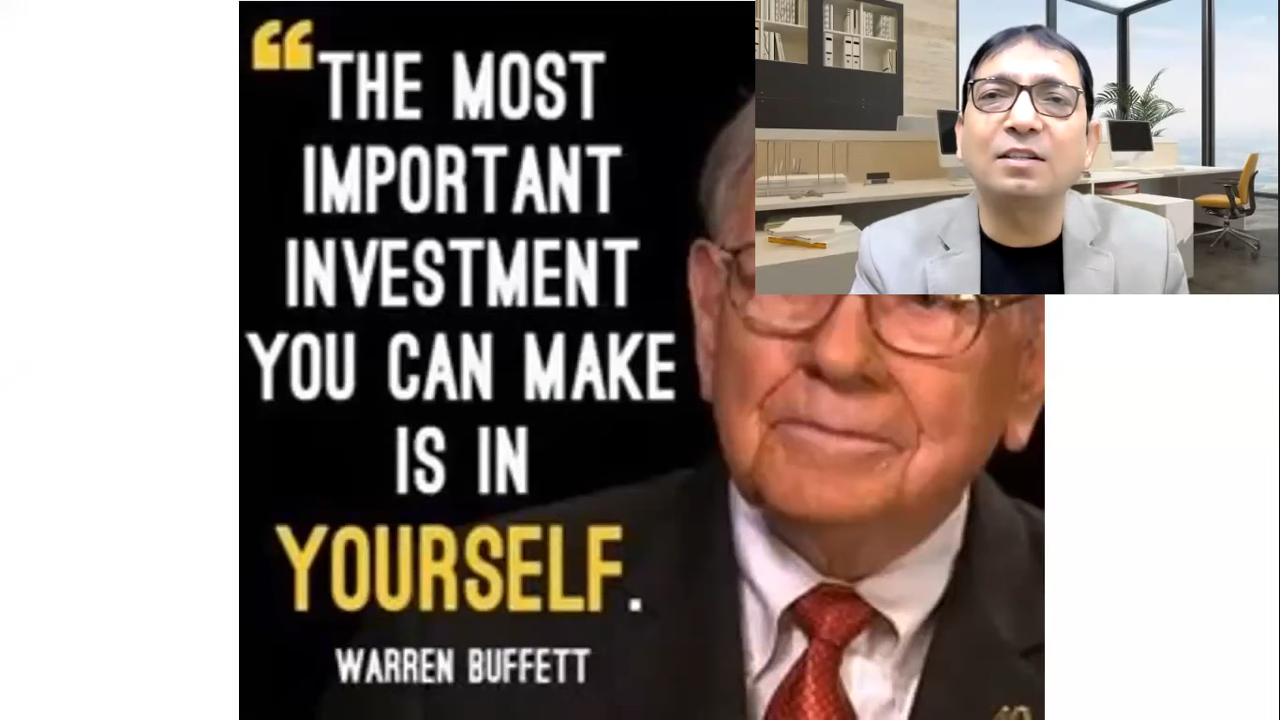 “THE MOST
IMPORTANT
INVESTMENT
YOU CAN MAKE
IS IN
YOURSELF.
WARREN BUFFETT